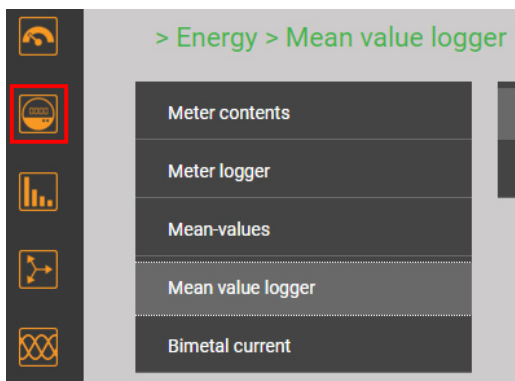 > Energy > Mean value logger
Meter contents
Meter logger
Mean-values
Mean value logger
Bimetal current